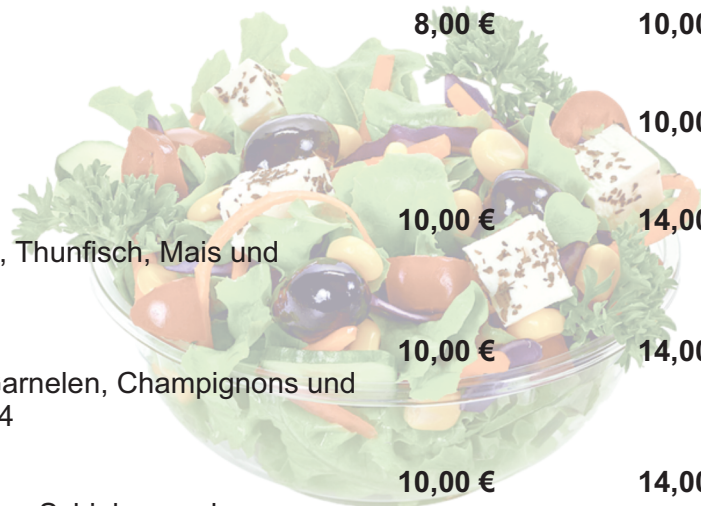 8,00 € 10,00
10,00
10,00 € 14,00
, Thunfisch, Mais und
10,00 € 14,00
arnelen, Champignons und
4
10,00 € 14,00